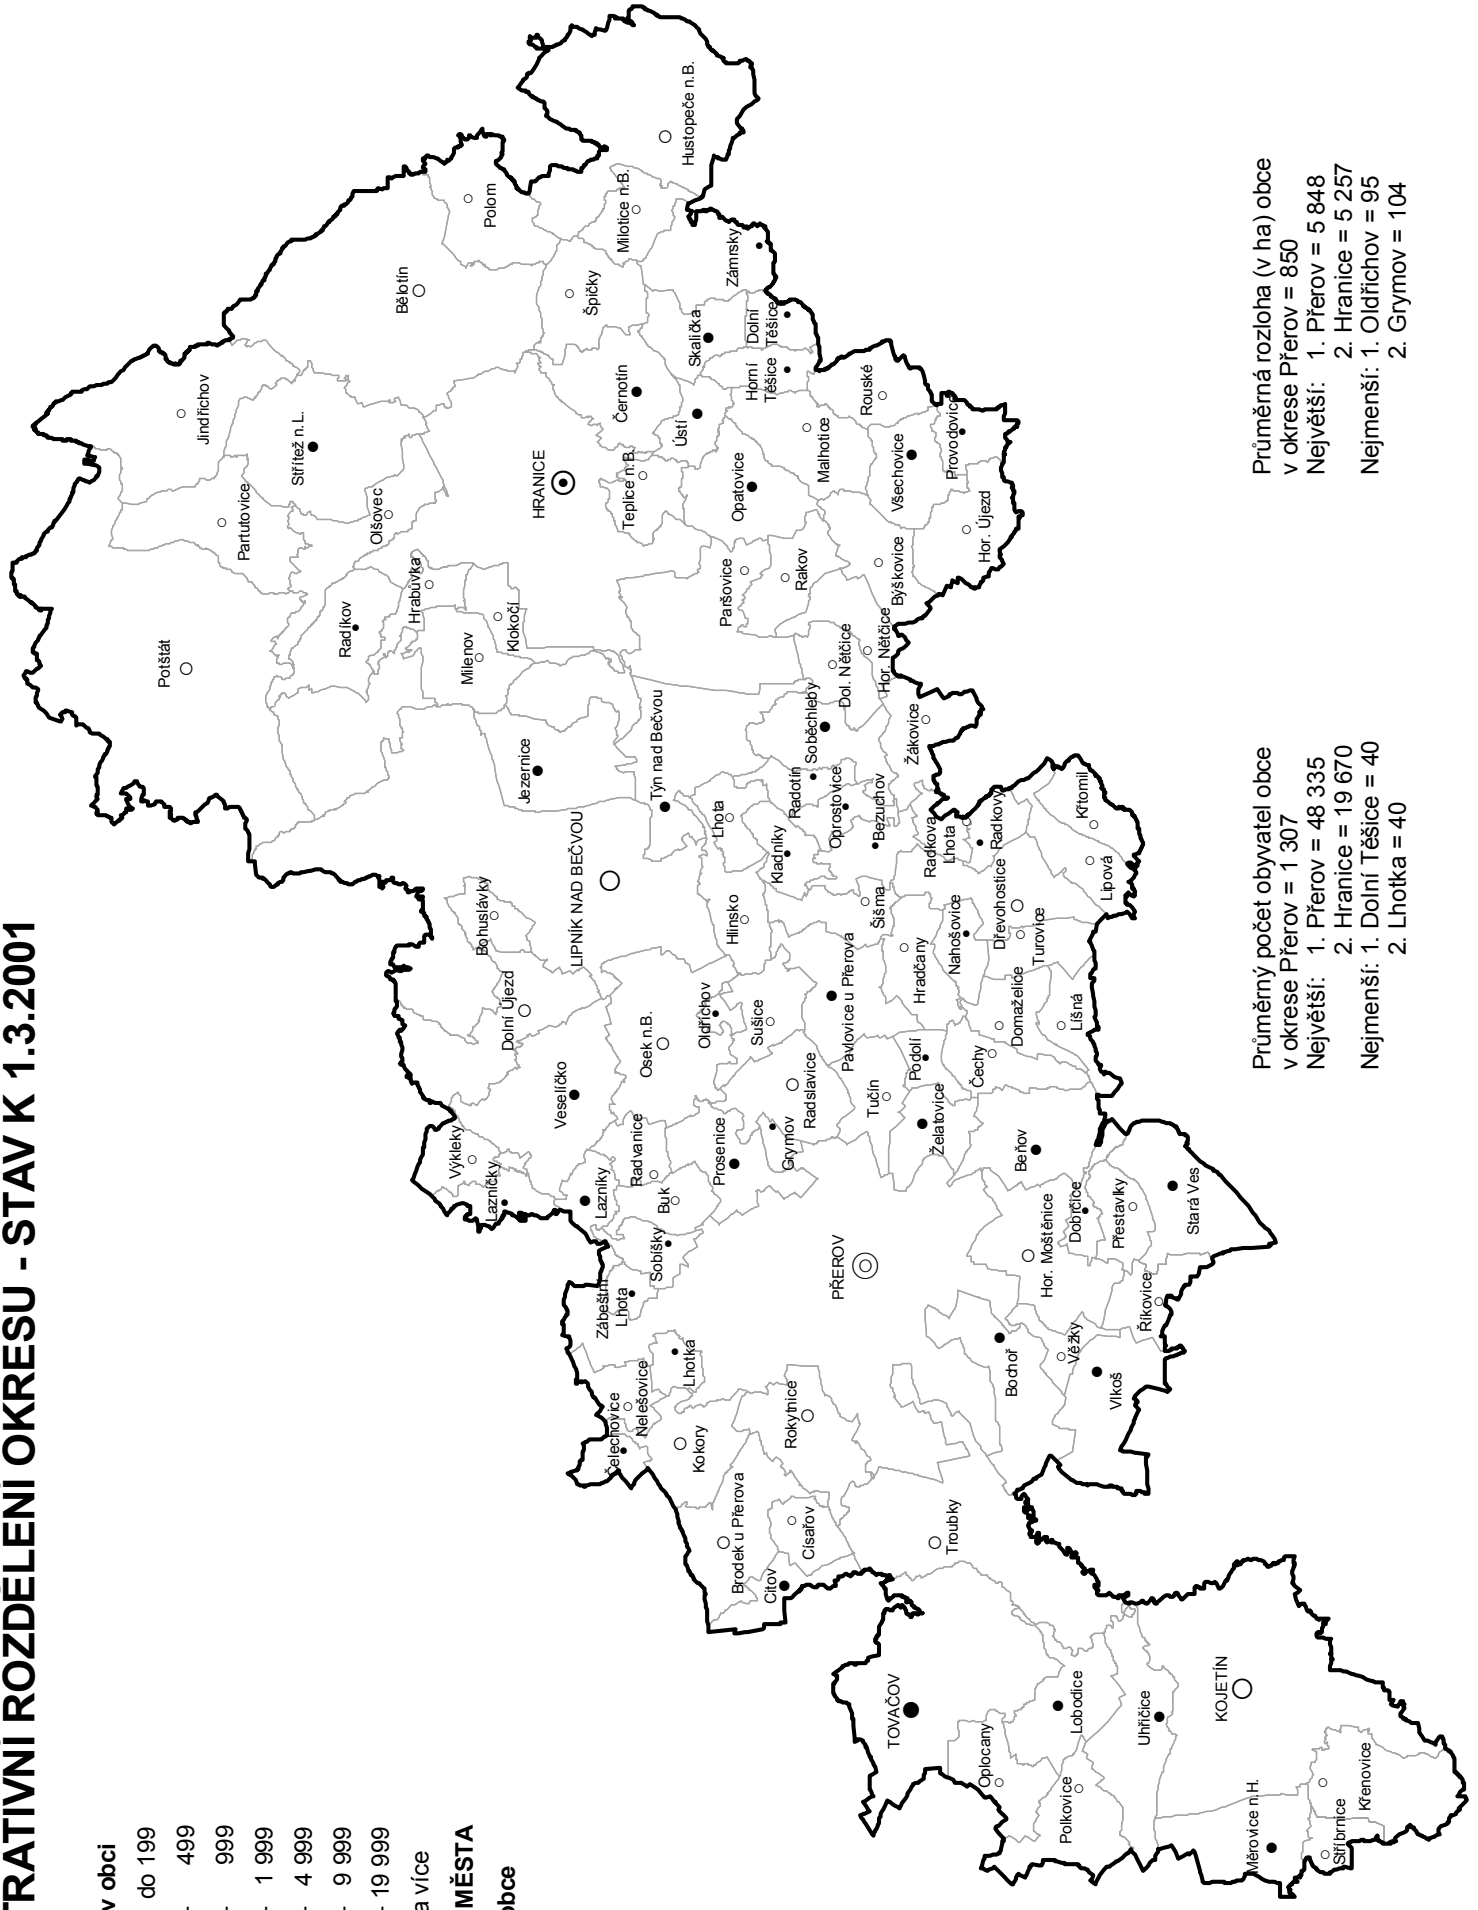 TRATIVNÍ ROZDĚLENÍ OKRESU - STAV K 1.3.2001
v obci
do 199
- 499
- 999
- 1 999
- 4 999
- 9 999
- 19 999
a více
MĚSTA
obce
Potštát
Partutovice
Jindřichov
Střítež n.L.
Olšovec
Radíkov
Hrabůvka
Milenov
Klokočí
Bělotín
Polom
Hustopeče n.B.
Milotice n.B.
Špičky
Zámrsky
Skalička
Dolní
Těšice
Horní
Těšice
Černotín
Ústí
HRANICE
Teplice n.B.
Opatovice
Malhotice
Rouské
Všechovice
Provodovice
Hor. Újezd
Býškovice
Rakov
Paršovice
Dol. Nětčice
Hor. Nětčice
Žákovice
Soběchleby
Radotín
Oprostovice
Bezuchov
Týn nad Bečvou
Jezernice
LIPNÍK NAD BEČVOU
Lhota
Kladníky
Hlinsko
Bohuslávky
Dolní Újezd
Veselíčko
Osek n.B.
Oldřichov
Sušice
Pavlovice u Přerova
Šišma
Hradčany
Nahošovice
Radkova
Lhota
Radkovy
Dřevohostice
Turovice
Lipová
Křtomil
Domaželice
Líšná
Čechy
Podolí
Želatovice
Tučín
Radslavice
Grymov
Prosenice
Radvanice
Buk
Sobíšky
Lazníky
Lazničky
Výkleky
Zábeštní
Lhota
Lhotka
Nelešovice
Čelechovice
Kokory
Rokytnice
Brodek u Přerova
Císařov
Citov
Troubky
PŘEROV
Beňov
Hor. Moštěnice
Dobrčice
Přestavlky
Stará Ves
Říkovice
Věžky
Vlkoš
Bochoř
TOVAČOV
Oplocany
Lobodice
Polkovice
Uhřičice
KOJETÍN
Měrovice n.H.
Stříbrnice
Křenovice
Průměrný počet obyvatel obce
v okrese Přerov = 1 307
Největší: 1. Přerov = 48 335
2. Hranice = 19 670
Nejmenší: 1. Dolní Těšice = 40
2. Lhotka = 40
Průměrná rozloha (v ha) obce
v okrese Přerov = 850
Největší: 1. Přerov = 5 848
2. Hranice = 5 257
Nejmenší: 1. Oldřichov = 95
2. Grymov = 104